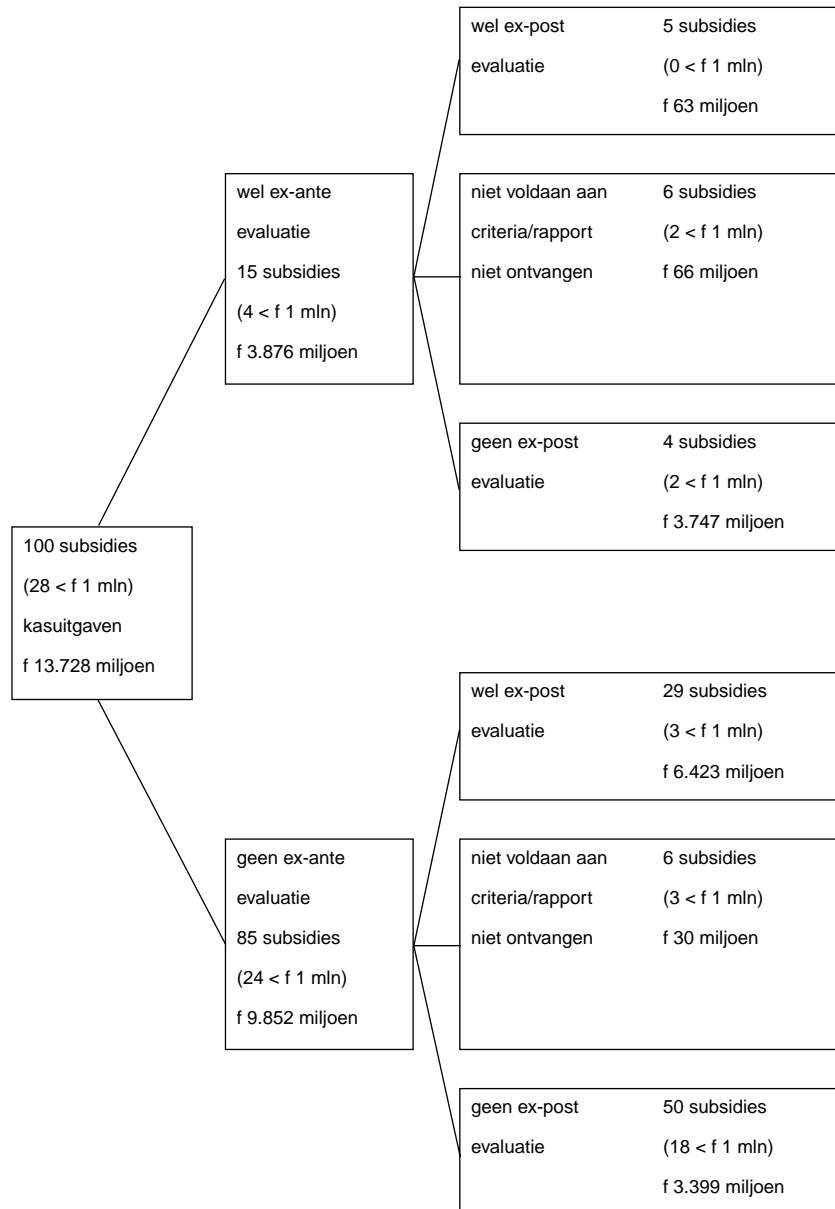 wel ex-post 5 subsidies
evaluatie (0 < f 1 mln)
f 63 miljoen
wel ex-ante
evaluatie
15 subsidies
(4 < f 1 mln)
f 3.876 miljoen
niet voldaan aan 6 subsidies
criteria/rapport (2 < f 1 mln)
niet ontvangen f 66 miljoen
geen ex-post 4 subsidies
evaluatie (2 < f 1 mln)
f 3.747 miljoen
100 subsidies
(28 < f 1 mln)
kasuitgaven
f 13.728 miljoen
wel ex-post 29 subsidies
evaluatie (3 < f 1 mln)
f 6.423 miljoen
geen ex-ante
evaluatie
85 subsidies
(24 < f 1 mln)
f 9.852 miljoen
niet voldaan aan 6 subsidies
criteria/rapport (3 < f 1 mln)
niet ontvangen f 30 miljoen
geen ex-post 50 subsidies
evaluatie (18 < f 1 mln)
f 3.399 miljoen